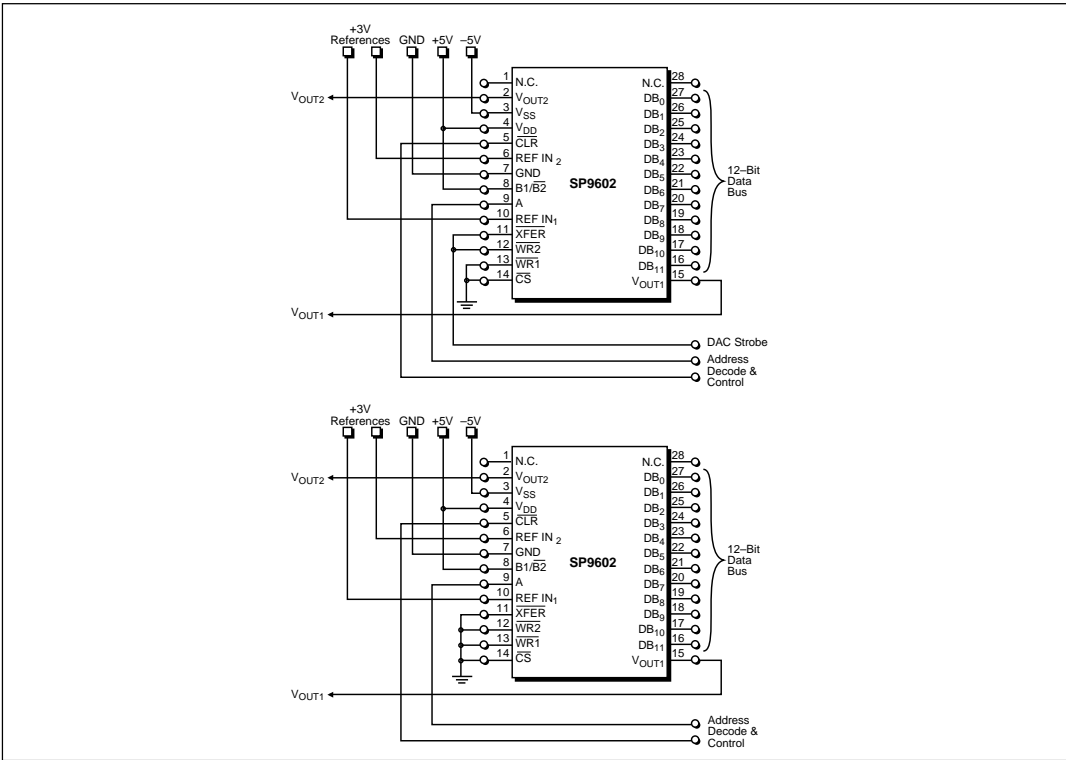 +3V
References GND +5V –5V
1 N.C. N.C. 28
VOUT2 2 VOUT2 DB0 27
3 VSS DB1 26
4 VDD DB2 25
5 CLR DB3 24
6 REF IN 2 DB4 23
7 GND DB5 22
8 B1/B2 SP9602 DB6 21
9 A DB7 20
10 REF IN1 DB8 19
11 XFER DB9 18
12 WR2 DB10 17
13 WR1 DB11 16
14 CS VOUT1 15
12–Bit
Data
Bus
VOUT1
DAC Strobe
Address
Decode &
Control
+3V
References GND +5V –5V
1 N.C. N.C. 28
VOUT2 2 VOUT2 DB0 27
3 VSS DB1 26
4 VDD DB2 25
5 CLR DB3 24
6 REF IN 2 DB4 23
7 GND DB5 22
8 B1/B2 SP9602 DB6 21
9 A DB7 20
10 REF IN1 DB8 19
11 XFER DB9 18
12 WR2 DB10 17
13 WR1 DB11 16
14 CS VOUT1 15
12–Bit
Data
Bus
VOUT1
Address
Decode &
Control